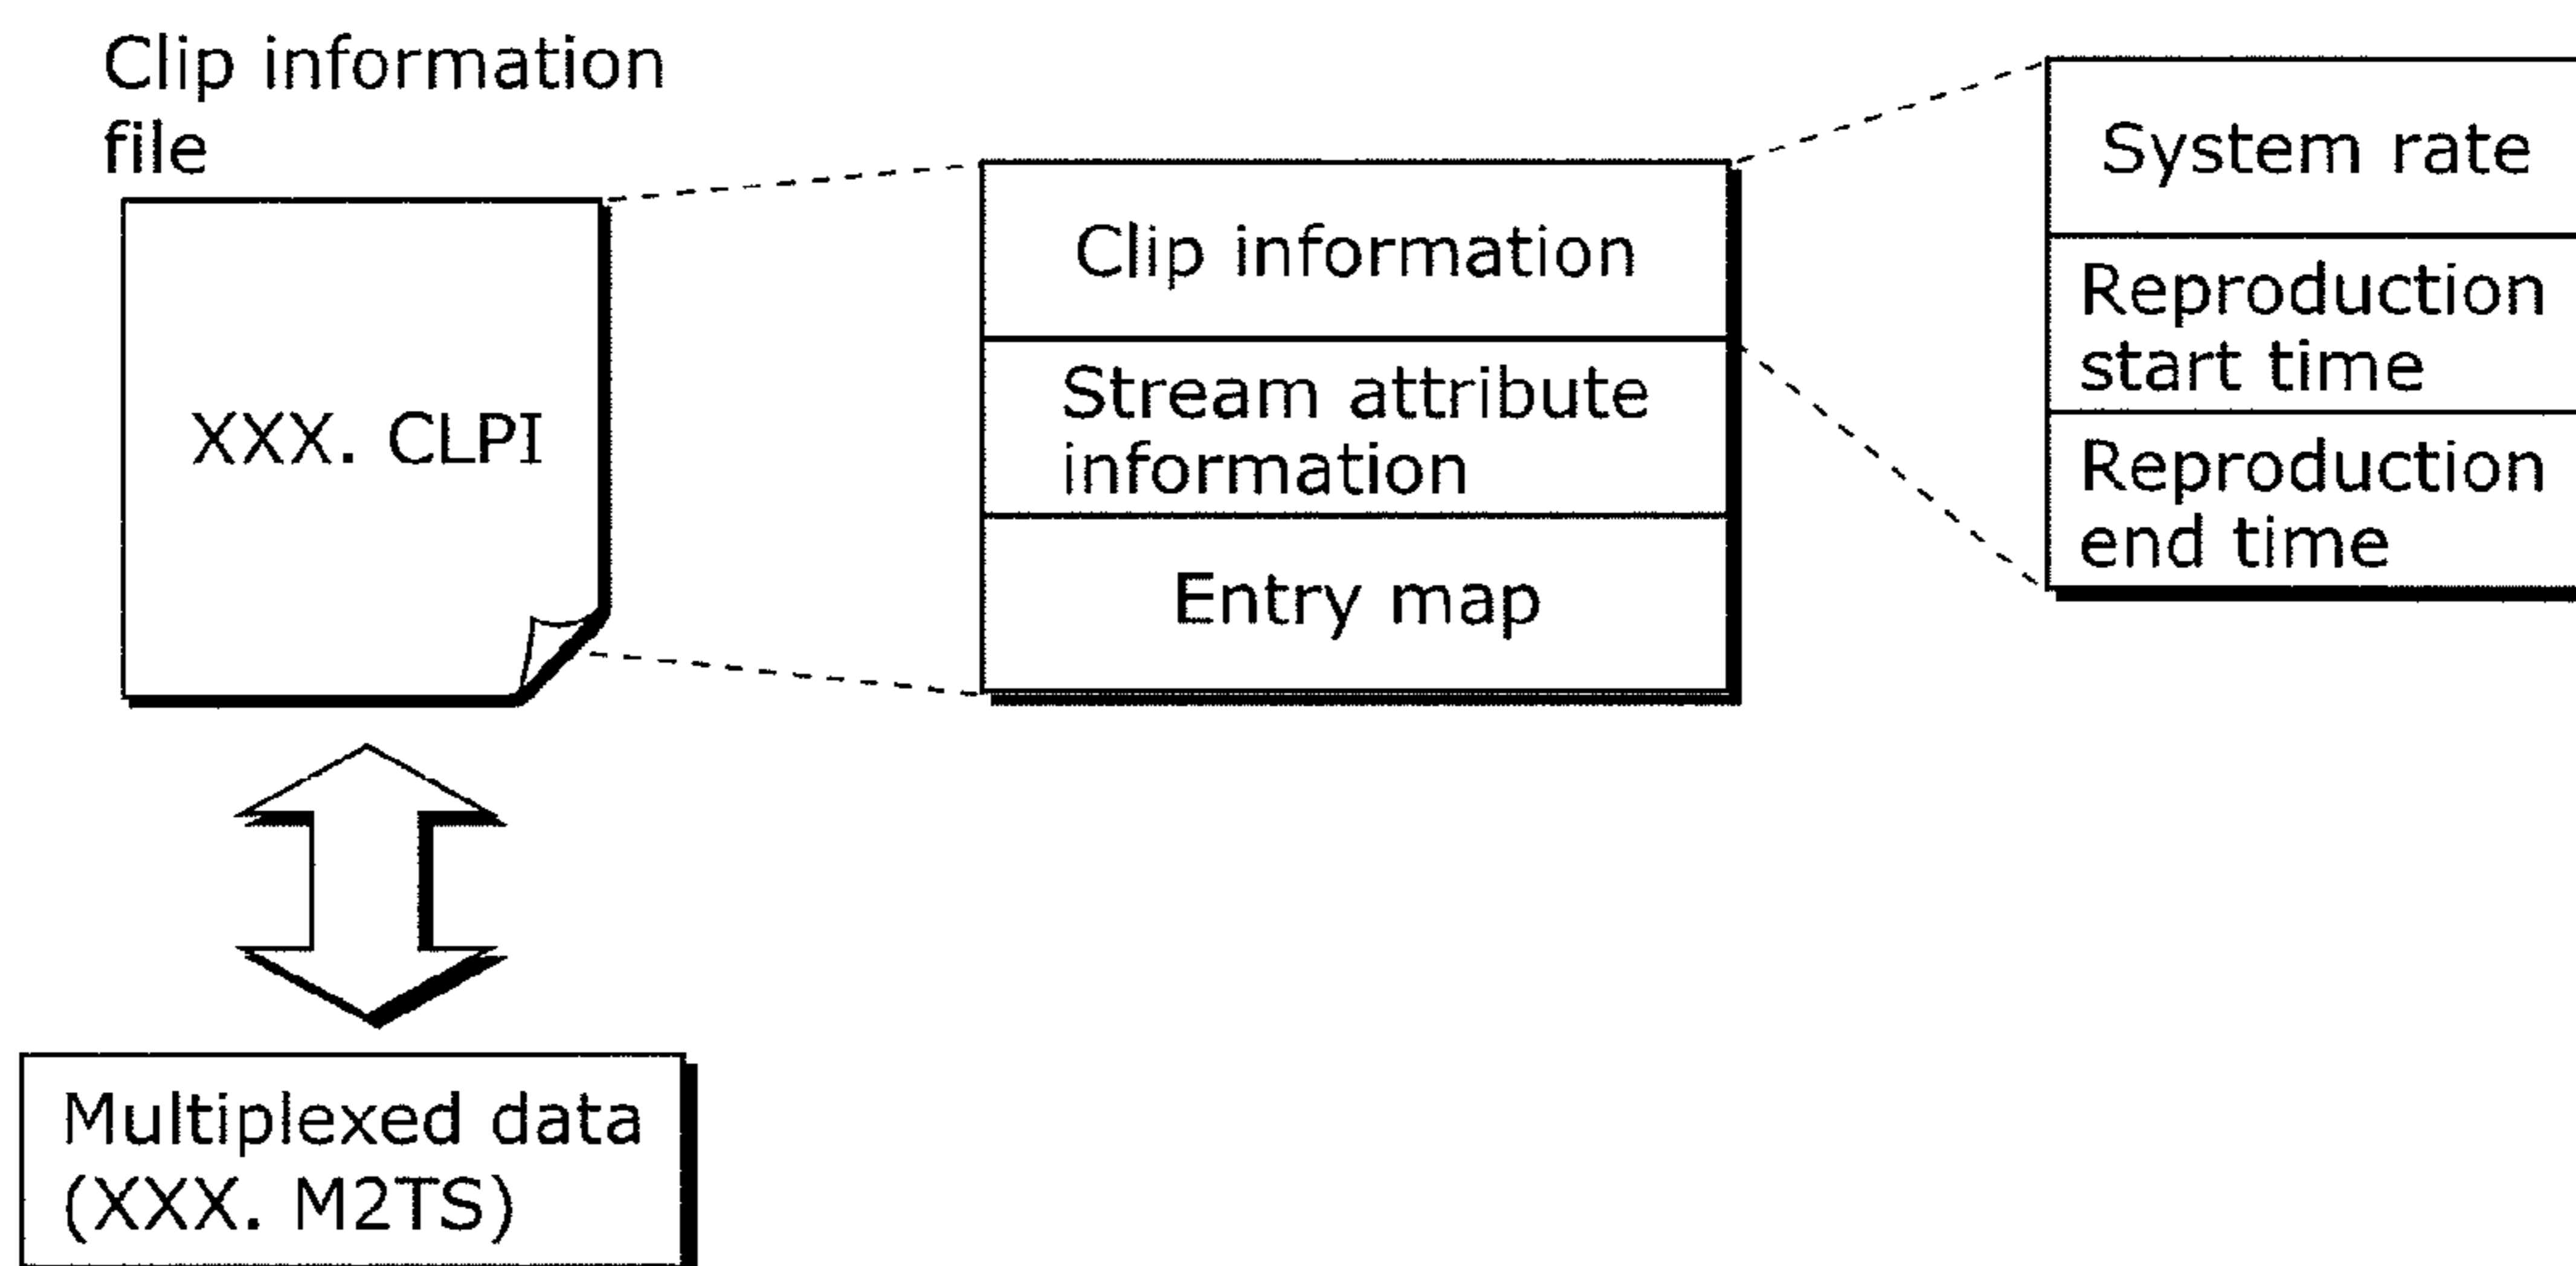 Clip information
file
XXX. CLPI
Clip information
Stream attribute
information
Entry map
System rate
Reproduction
start time
Reproduction
end time
Multiplexed data
(XXX. M2TS)